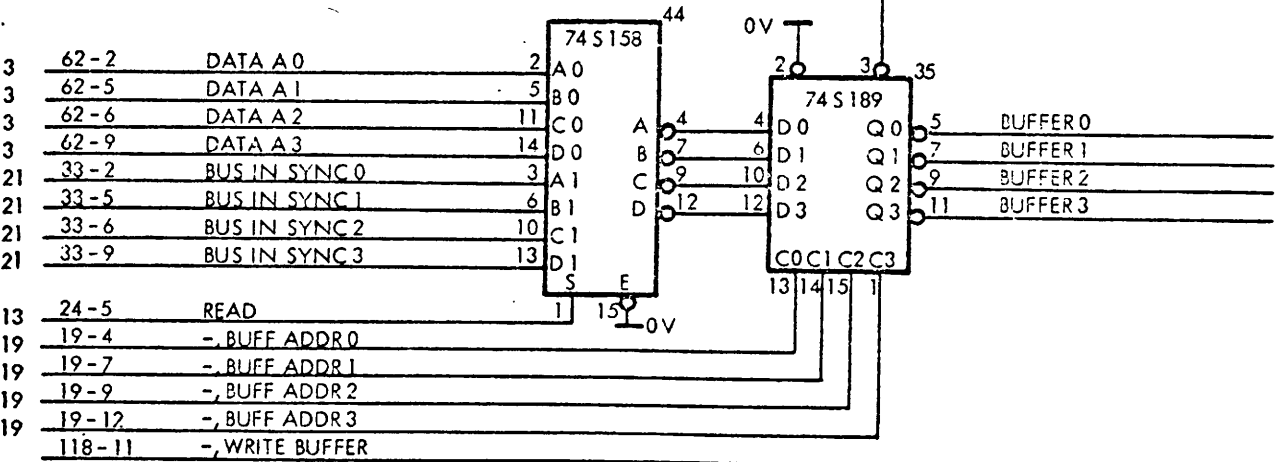 44
74S158
0V
3 62-2 DATA A0 2 A0
2 3 35
3 62-5 DATA A1 5 B0
74S189
3 62-6 DATA A2 11 C0 A 4 4 D0 Q0 5 BUFFER 0
3 62-9 DATA A3 14 D0 B 7 6 D1 Q1 7 BUFFER 1
21 33-2 BUS IN SYNC 0 3 A1 C 9 10 D2 Q2 9 BUFFER 2
21 33-5 BUS IN SYNC 1 6 B1 D 12 12 D3 Q3 11 BUFFER 3
21 33-6 BUS IN SYNC 2 10 C1
21 33-9 BUS IN SYNC 3 13 D1
C0 C1 C2 C3
S E
13 14 15 1
13 24-5 READ 1 15 0V
19 19-4 -, BUFF ADDR 0
19 19-7 -, BUFF ADDR 1
19 19-9 -, BUFF ADDR 2
19 19-12 -, BUFF ADDR 3
118-11 -, WRITE BUFFER